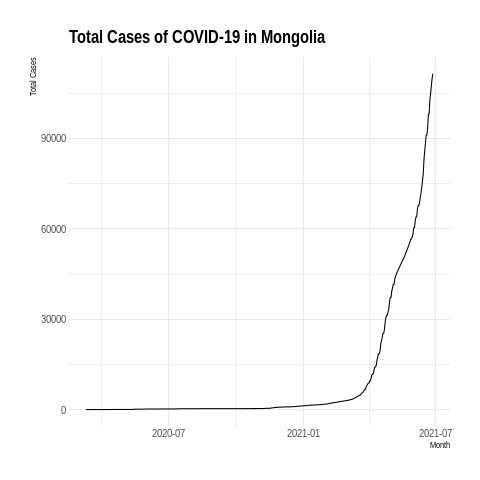 Total Cases of COVID-19 in Mongolia
Total Cases
90000
60000
30000
0
2020-07
2021-01
2021-07
Month